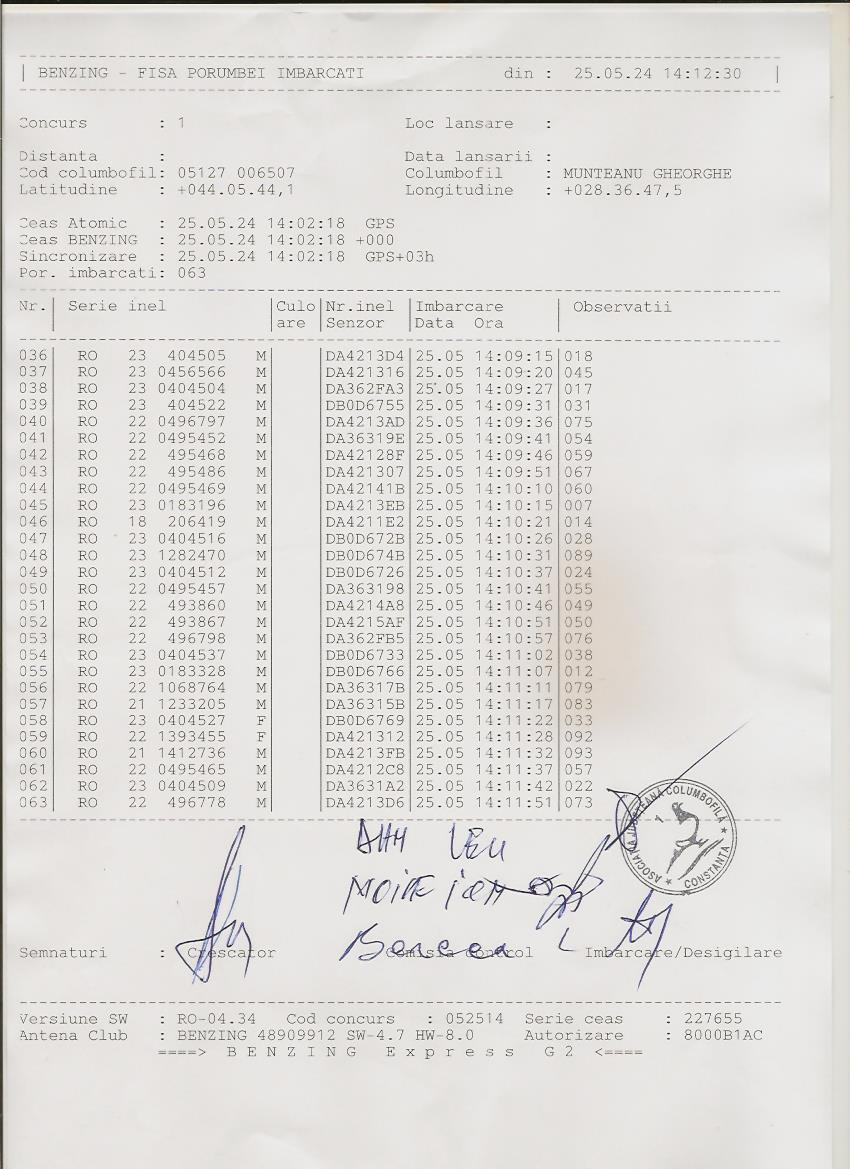 | BENZING - FISA PORUMBEI IMBARCATI din : 25.05.24 14:12:30 |
Concurs : 1 Loc lansare :
Distanta : Data lansarii :
Cod columbofil: 05127 006507 Columbofil : MUNTEANU GHEORGHE
Latitudine : +044.05.44,1 Longitudine : +028.36.47,5
Ceas Atomic : 25.05.24 14:02:18 GPS
Ceas BENZING : 25.05.24 14:02:18 +000
Sincronizare : 25.05.24 14:02:18 GPS+03h
Por. imbarcati: 063
Nr.| Serie inel |Culo|Nr.inel |Imbarcare | Observatii
|are |Senzor |Data Ora |
036| RO 23 404505 M| |DA4213D4|25.05 14:09:15|018
037| RO 23 0456566 M| |DA421316|25.05 14:09:20|045
038| RO 23 0404504 M| |DA362FA3|25.05 14:09:27|017
039| RO 23 404522 M| |DB0D6755|25.05 14:09:31|031
040| RO 22 0496797 M| |DA4213AD|25.05 14:09:36|075
041| RO 22 0495452 M| |DA36319E|25.05 14:09:41|054
042| RO 22 495468 M| |DA42128F|25.05 14:09:46|059
043| RO 22 495486 M| |DA421307|25.05 14:09:51|067
044| RO 22 0495469 M| |DA42141B|25.05 14:10:10|060
045| RO 23 0183196 M| |DA4213EB|25.05 14:10:15|007
046| RO 18 206419 M| |DA4211E2|25.05 14:10:21|014
047| RO 23 0404516 M| |DB0D672B|25.05 14:10:26|028
048| RO 23 1282470 M| |DB0D674B|25.05 14:10:31|089
049| RO 23 0404512 M| |DB0D6726|25.05 14:10:37|024
050| RO 22 0495457 M| |DA363198|25.05 14:10:41|055
051| RO 22 493860 M| |DA4214A8|25.05 14:10:46|049
052| RO 22 493867 M| |DA4215AF|25.05 14:10:51|050
053| RO 22 496798 M| |DA362FB5|25.05 14:10:57|076
054| RO 23 0404537 M| |DB0D6733|25.05 14:11:02|038
055| RO 23 0183328 M| |DB0D6766|25.05 14:11:07|012
056| RO 22 1068764 M| |DA36317B|25.05 14:11:11|079
057| RO 21 1233205 M| |DA36315B|25.05 14:11:17|083
058| RO 23 0404527 F| |DB0D6769|25.05 14:11:22|033
059| RO 22 1393455 F| |DA421312|25.05 14:11:28|092
060| RO 21 1412736 M| |DA4213FB|25.05 14:11:32|093
061| RO 22 0495465 M| |DA4212C8|25.05 14:11:37|057
062| RO 23 0404509 M| |DA3631A2|25.05 14:11:42|022
063| RO 22 496778 M| |DA4213D6|25.05 14:11:51|073
COLUMBOFILA * CONSTANTA * ASOCIATIA
1
Semnaturi : Crescator Comisia control Imbarcare/Desigilare
Versiune SW : RO-04.34 Cod concurs : 052514 Serie ceas : 227655
Antena Club : BENZING 48909912 SW-4.7 HW-8.0 Autorizare : 8000B1AC
====> B E N Z I N G E x p r e s s G 2 <====